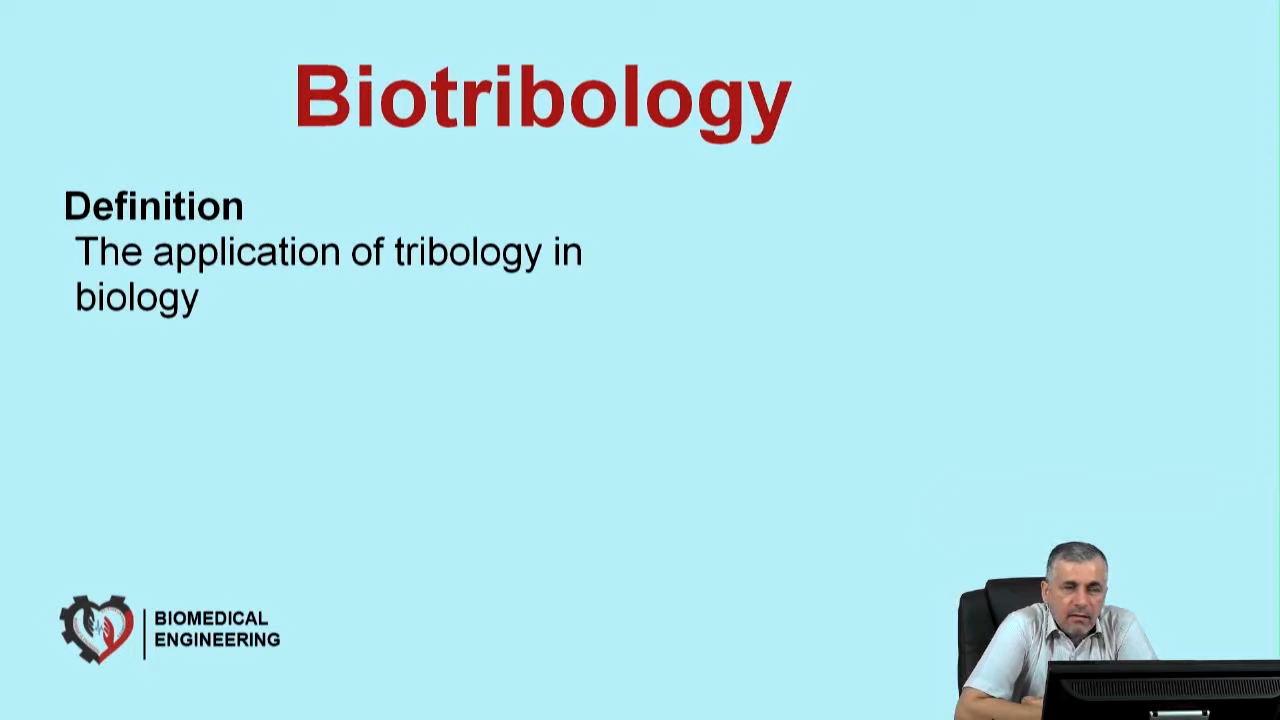 Biotribology
Definition
The application of tribology in
biology
BIOMEDICAL
ENGINEERING